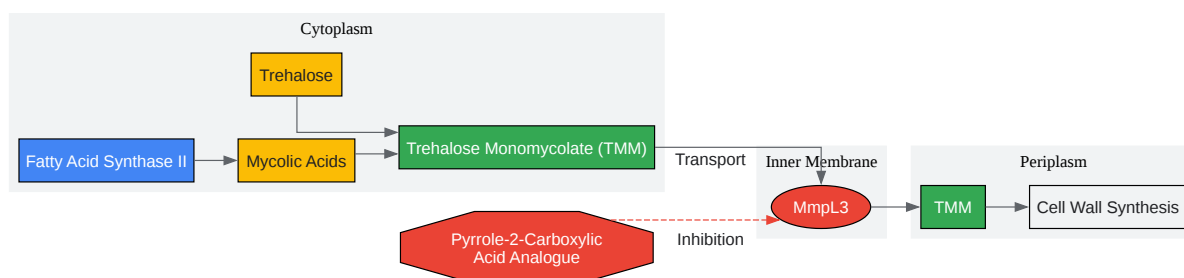 Cytoplasm
Trehalose
Fatty Acid Synthase II
Mycolic Acids
Trehalose Monomycolate (TMM)
Transport
Inner Membrane
MmpL3
Periplasm
TMM
Cell Wall Synthesis
Pyrrole-2-Carboxylic
Acid Analogue
Inhibition